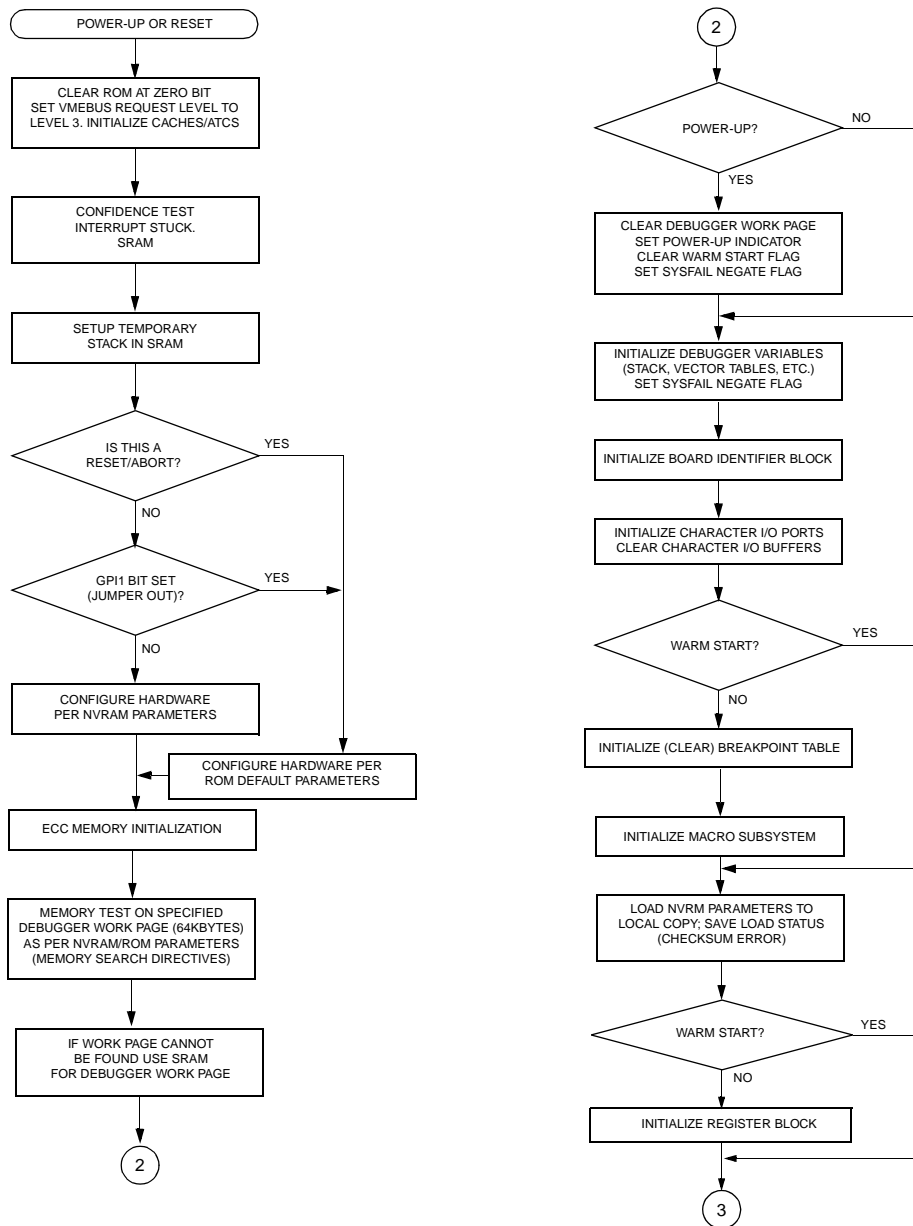 POWER-UP OR RESET
CLEAR ROM AT ZERO BIT
SET VMEBUS REQUEST LEVEL TO
LEVEL 3. INITIALIZE CACHES/ATCS
CONFIDENCE TEST
INTERRUPT STUCK.
SRAM
SETUP TEMPORARY
STACK IN SRAM
IS THIS A
RESET/ABORT?
YES
NO
GPI1 BIT SET
(JUMPER OUT)?
YES
NO
CONFIGURE HARDWARE
PER NVRAM PARAMETERS
CONFIGURE HARDWARE PER
ROM DEFAULT PARAMETERS
ECC MEMORY INITIALIZATION
MEMORY TEST ON SPECIFIED
DEBUGGER WORK PAGE (64KBYTES)
AS PER NVRAM/ROM PARAMETERS
(MEMORY SEARCH DIRECTIVES)
IF WORK PAGE CANNOT
BE FOUND USE SRAM
FOR DEBUGGER WORK PAGE
2
2
POWER-UP?
NO
YES
CLEAR DEBUGGER WORK PAGE
SET POWER-UP INDICATOR
CLEAR WARM START FLAG
SET SYSFAIL NEGATE FLAG
INITIALIZE DEBUGGER VARIABLES
(STACK, VECTOR TABLES, ETC.)
SET SYSFAIL NEGATE FLAG
INITIALIZE BOARD IDENTIFIER BLOCK
INITIALIZE CHARACTER I/O PORTS
CLEAR CHARACTER I/O BUFFERS
WARM START?
YES
NO
INITIALIZE (CLEAR) BREAKPOINT TABLE
INITIALIZE MACRO SUBSYSTEM
LOAD NVRM PARAMETERS TO
LOCAL COPY; SAVE LOAD STATUS
(CHECKSUM ERROR)
WARM START?
YES
NO
INITIALIZE REGISTER BLOCK
3